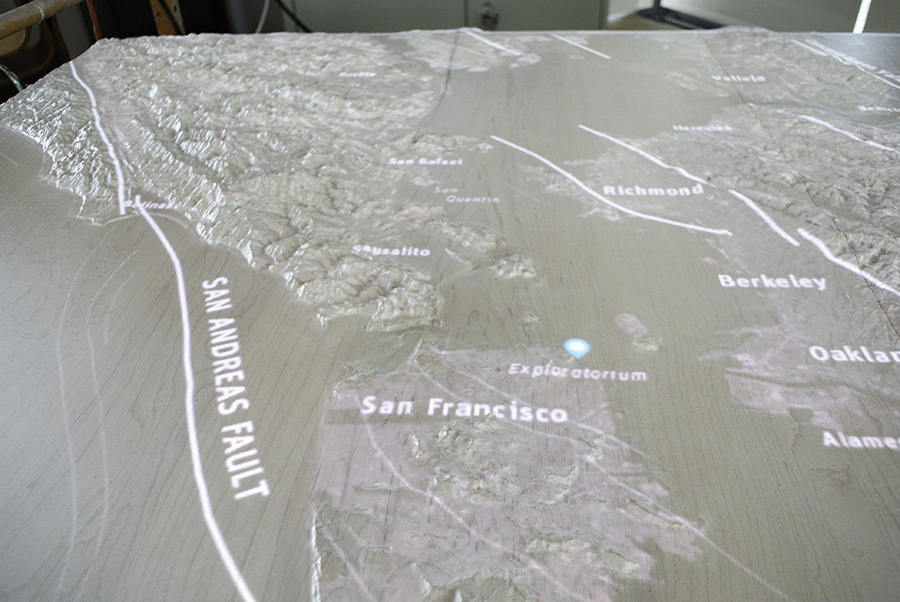 Vallejo
Hercules
San Rafael
San
Quentin
Richmond
Bolinas
Sausalito
Berkeley
SAN ANDREAS FAULT
Exploratorium
Oaklan
San Francisco
Alame